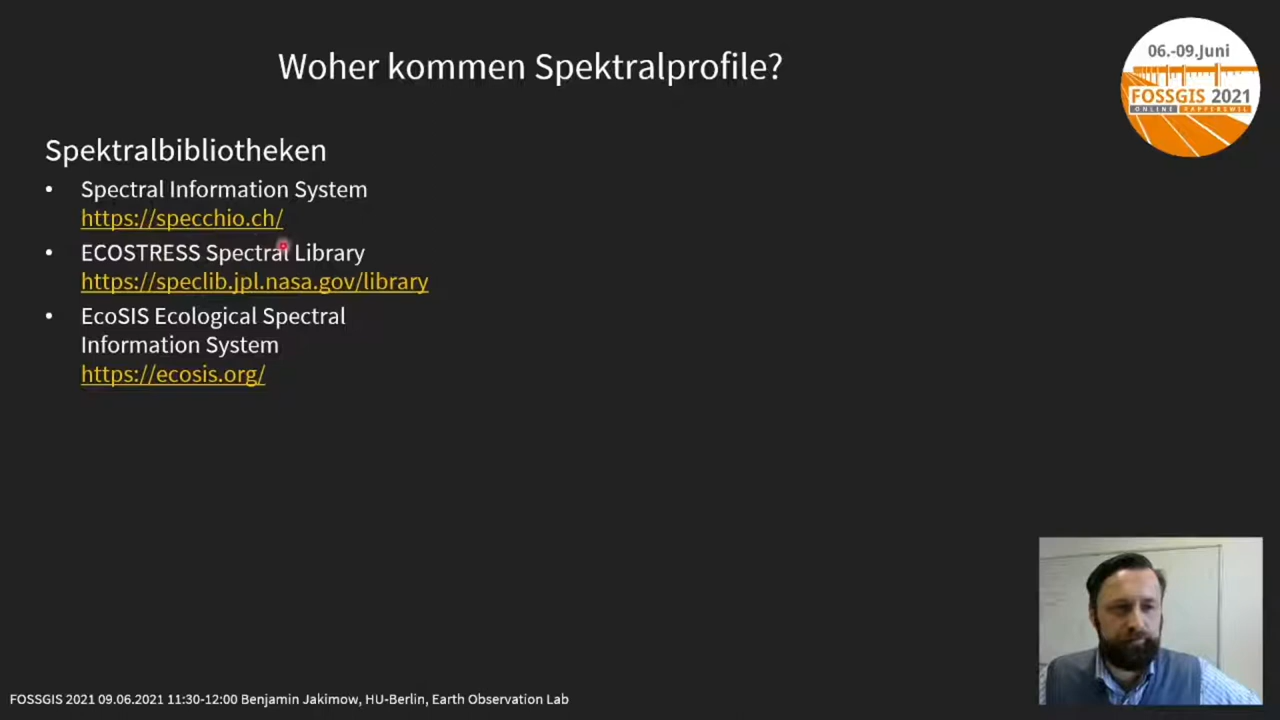 Woher kommen Spektralprofile?
06.-09.Juni
FOSSGIS 2021
ONLINE RAPPERSWIL
Spektralbibliotheken
• Spectral Information System
https://specchio.ch/
• ECOSTRESS Spectral Library
https://speclib.jpl.nasa.gov/library
• EcoSIS Ecological Spectral
Information System
https://ecosis.org/
FOSSGIS 2021 09.06.2021 11:30-12:00 Benjamin Jakimow, HU-Berlin, Earth Observation Lab